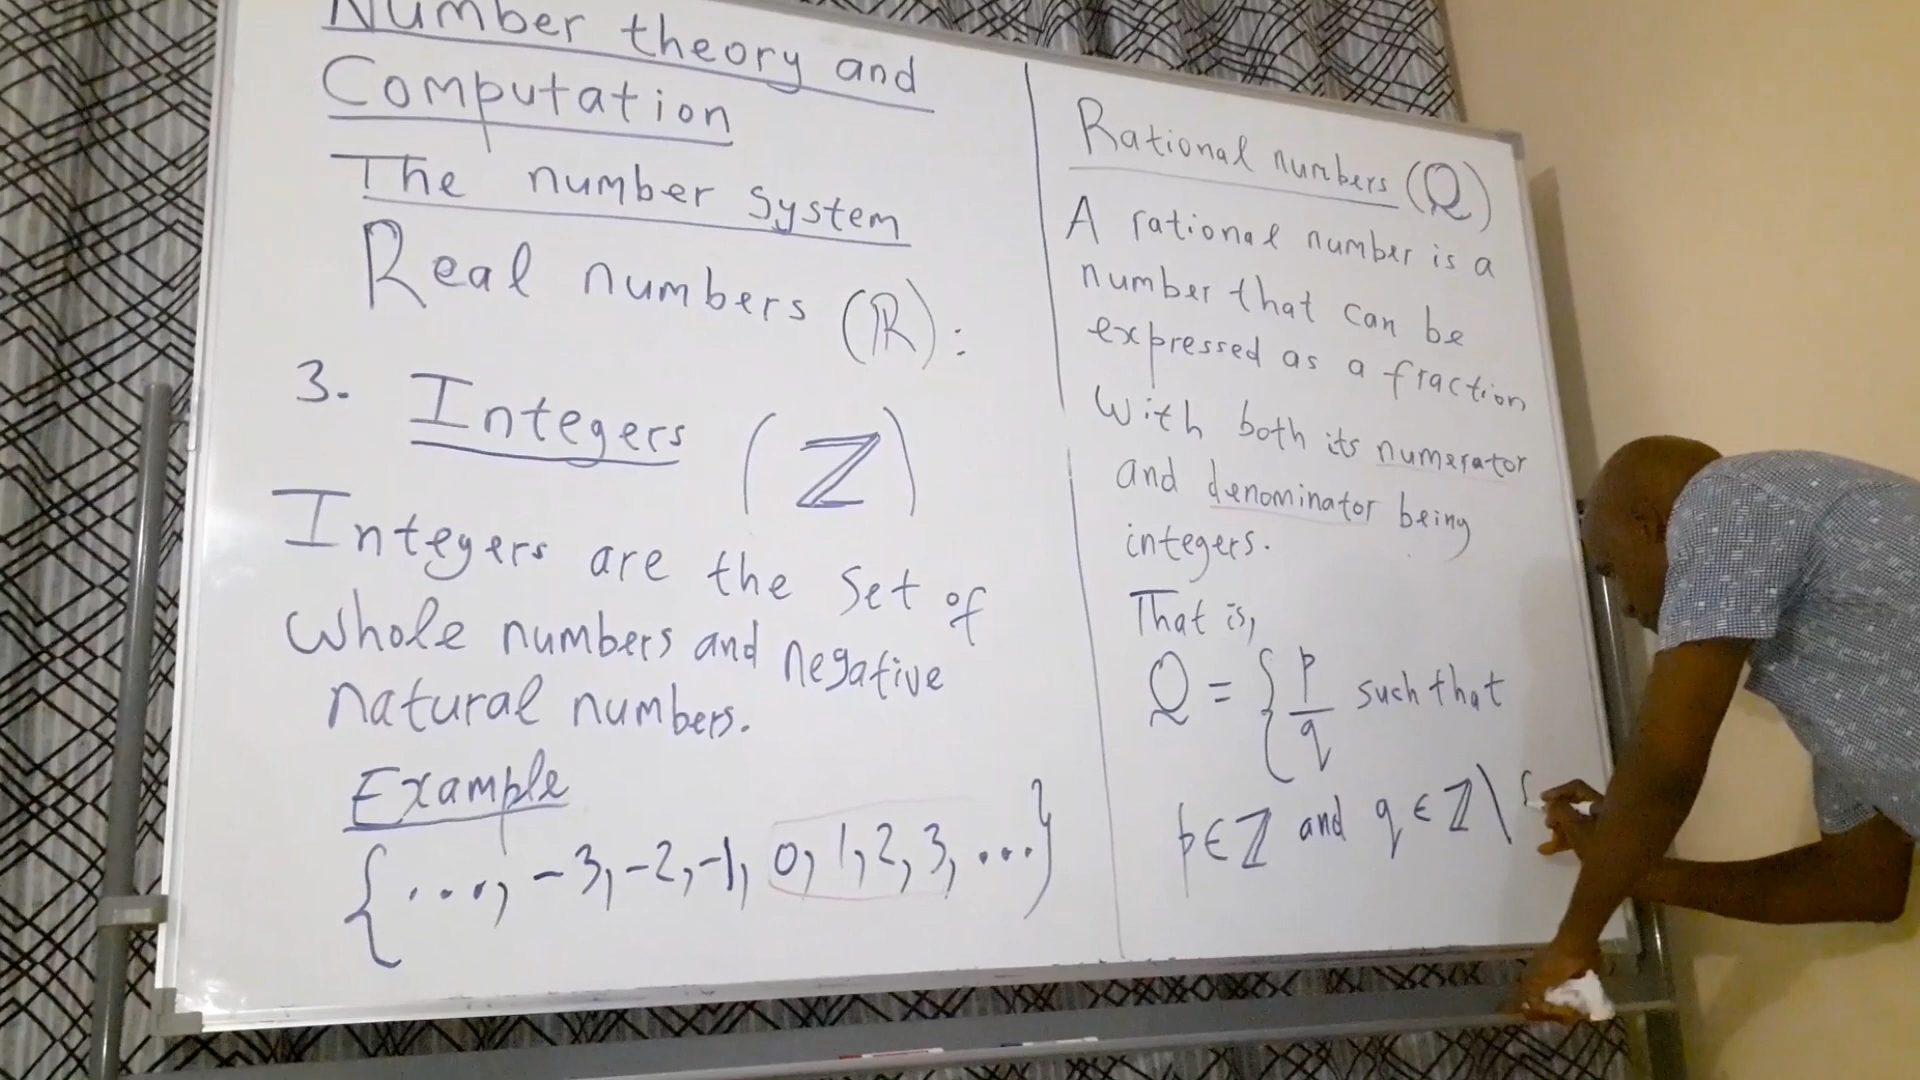 Number theory and
Computation
The number system
Real numbers (ℝ):
3. Integers (ℤ)
Integers are the set of
whole numbers and negative
natural numbers.
Example
{..., -3, -2, -1, 0, 1, 2, 3, ...}
Rational numbers (Q)
A rational number is a
number that can be
expressed as a fraction
with both its numerator
and denominator being
integers.
That is,
Q = { p/q such that
p ∈ ℤ and q ∈ ℤ \ {